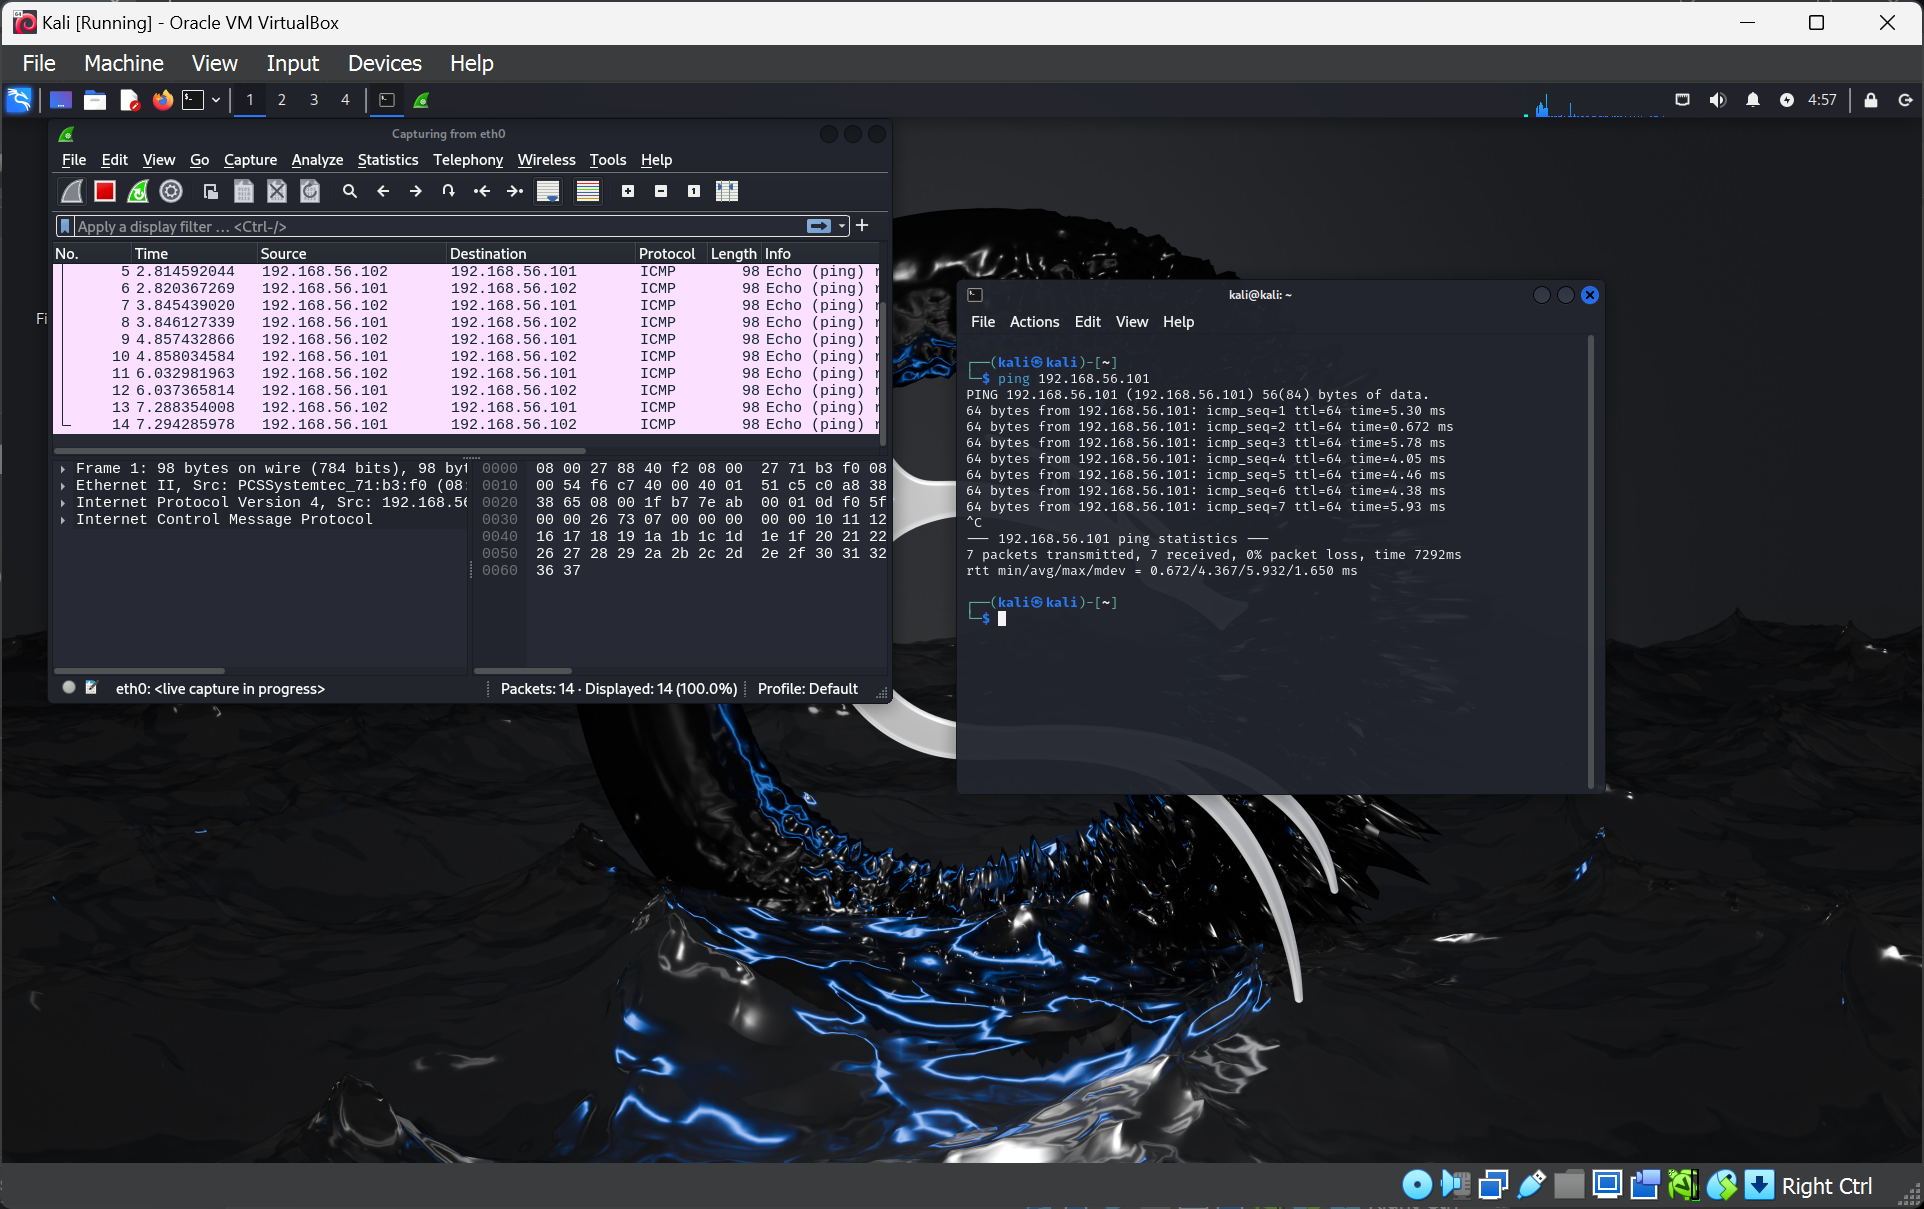 Kali [Running] - Oracle VM VirtualBox
File Machine View Input Devices Help
1 2 3 4 4:57
Capturing from eth0
File Edit View Go Capture Analyze Statistics Telephony Wireless Tools Help
Apply a display filter … <Ctrl-/>
No. Time Source Destination Protocol Length Info
5 2.814592044 192.168.56.102 192.168.56.101 ICMP 98 Echo (ping) r
6 2.820367269 192.168.56.101 192.168.56.102 ICMP 98 Echo (ping) r
7 3.845439020 192.168.56.102 192.168.56.101 ICMP 98 Echo (ping) r
8 3.846127339 192.168.56.101 192.168.56.102 ICMP 98 Echo (ping) r
9 4.857432866 192.168.56.102 192.168.56.101 ICMP 98 Echo (ping) r
10 4.858034584 192.168.56.101 192.168.56.102 ICMP 98 Echo (ping) r
11 6.032981963 192.168.56.102 192.168.56.101 ICMP 98 Echo (ping) r
12 6.037365814 192.168.56.101 192.168.56.102 ICMP 98 Echo (ping) r
13 7.288354008 192.168.56.102 192.168.56.101 ICMP 98 Echo (ping) r
14 7.294285978 192.168.56.101 192.168.56.102 ICMP 98 Echo (ping) r
Frame 1: 98 bytes on wire (784 bits), 98 byt
Ethernet II, Src: PCSSystemtec_71:b3:f0 (08:
Internet Protocol Version 4, Src: 192.168.56
Internet Control Message Protocol
0000 08 00 27 88 40 f2 08 00 27 71 b3 f0 08
0010 00 54 f6 c7 40 00 40 01 51 c5 c0 a8 38
0020 38 65 08 00 1f b7 7e ab 00 01 0d f0 5f
0030 00 00 26 73 07 00 00 00 00 00 10 11 12
0040 16 17 18 19 1a 1b 1c 1d 1e 1f 20 21 22
0050 26 27 28 29 2a 2b 2c 2d 2e 2f 30 31 32
0060 36 37
eth0: <live capture in progress> Packets: 14 · Displayed: 14 (100.0%) Profile: Default
Fi
kali@kali: ~
File Actions Edit View Help
┌──(kali㉿kali)-[~]
└─$ ping 192.168.56.101
PING 192.168.56.101 (192.168.56.101) 56(84) bytes of data.
64 bytes from 192.168.56.101: icmp_seq=1 ttl=64 time=5.30 ms
64 bytes from 192.168.56.101: icmp_seq=2 ttl=64 time=0.672 ms
64 bytes from 192.168.56.101: icmp_seq=3 ttl=64 time=5.78 ms
64 bytes from 192.168.56.101: icmp_seq=4 ttl=64 time=4.05 ms
64 bytes from 192.168.56.101: icmp_seq=5 ttl=64 time=4.46 ms
64 bytes from 192.168.56.101: icmp_seq=6 ttl=64 time=4.38 ms
64 bytes from 192.168.56.101: icmp_seq=7 ttl=64 time=5.93 ms
^C
--- 192.168.56.101 ping statistics ---
7 packets transmitted, 7 received, 0% packet loss, time 7292ms
rtt min/avg/max/mdev = 0.672/4.367/5.932/1.650 ms
┌──(kali㉿kali)-[~]
└─$
Right Ctrl